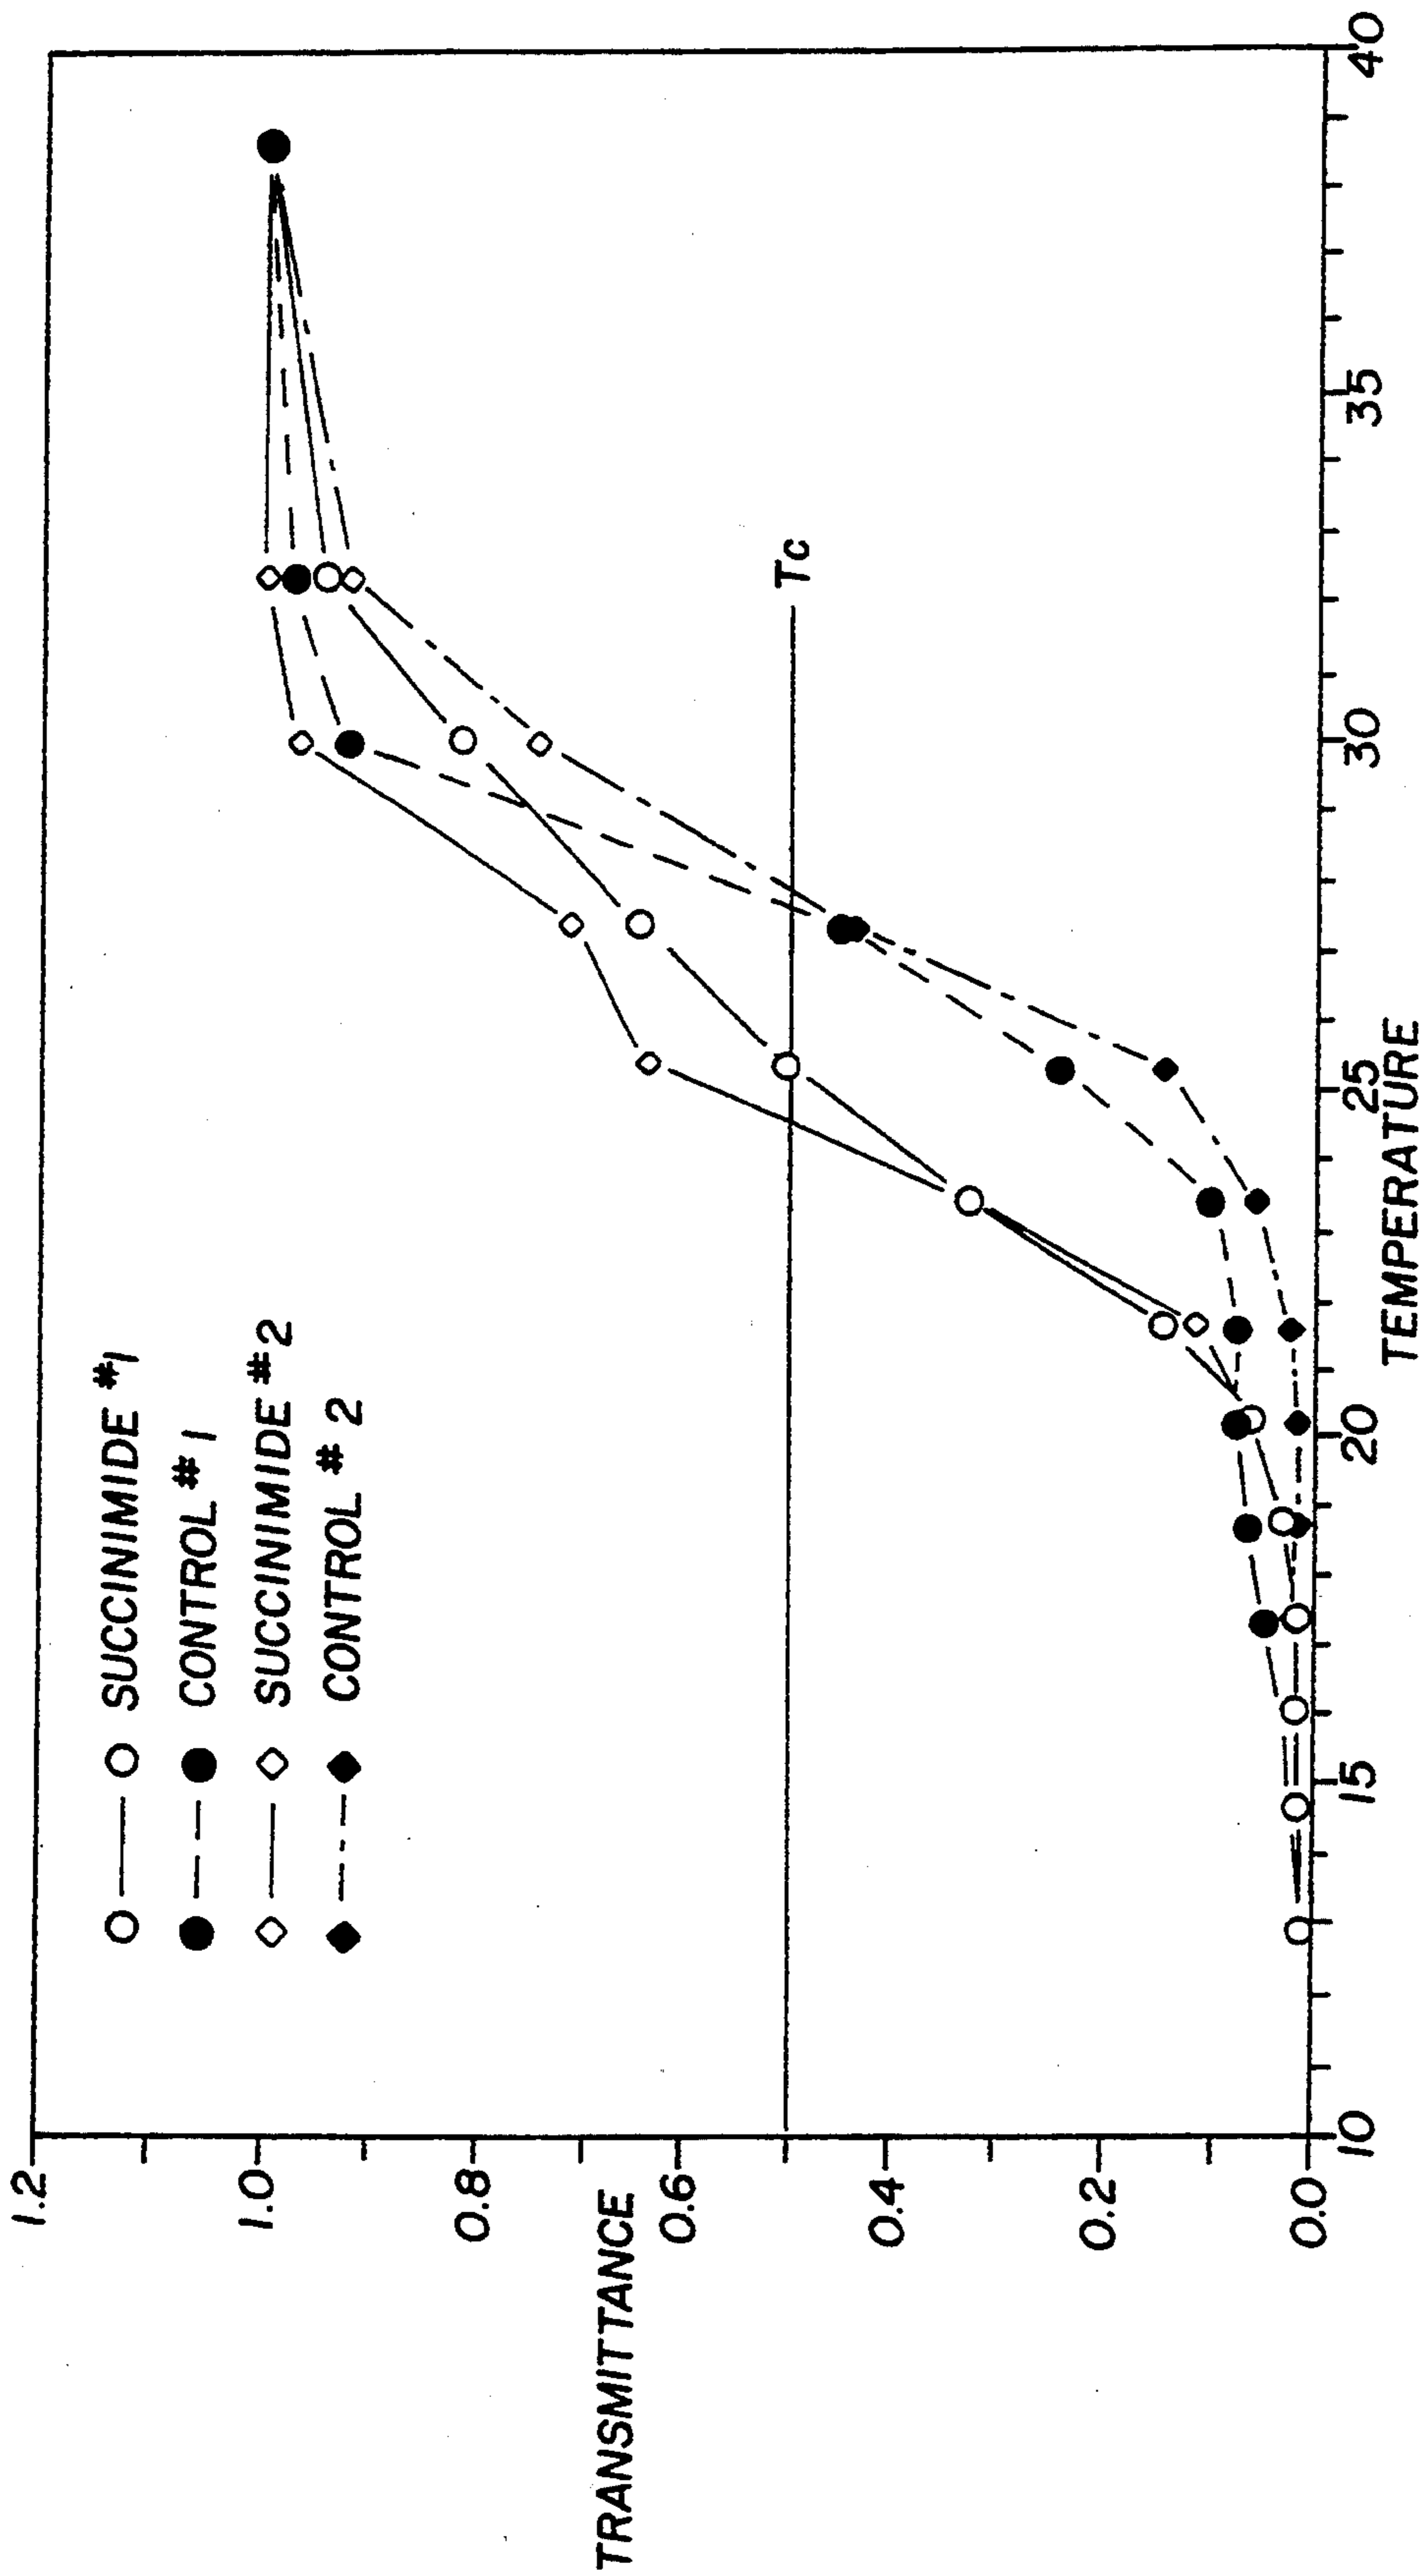 SUCCINIMIDE #1
CONTROL #1
SUCCINIMIDE #2
CONTROL # 2
TRANSMITTANCE
1.2
1.0
0.8
0.6
0.4
0.2
0.0
Tc
10
15
20
25
30
35
40
TEMPERATURE